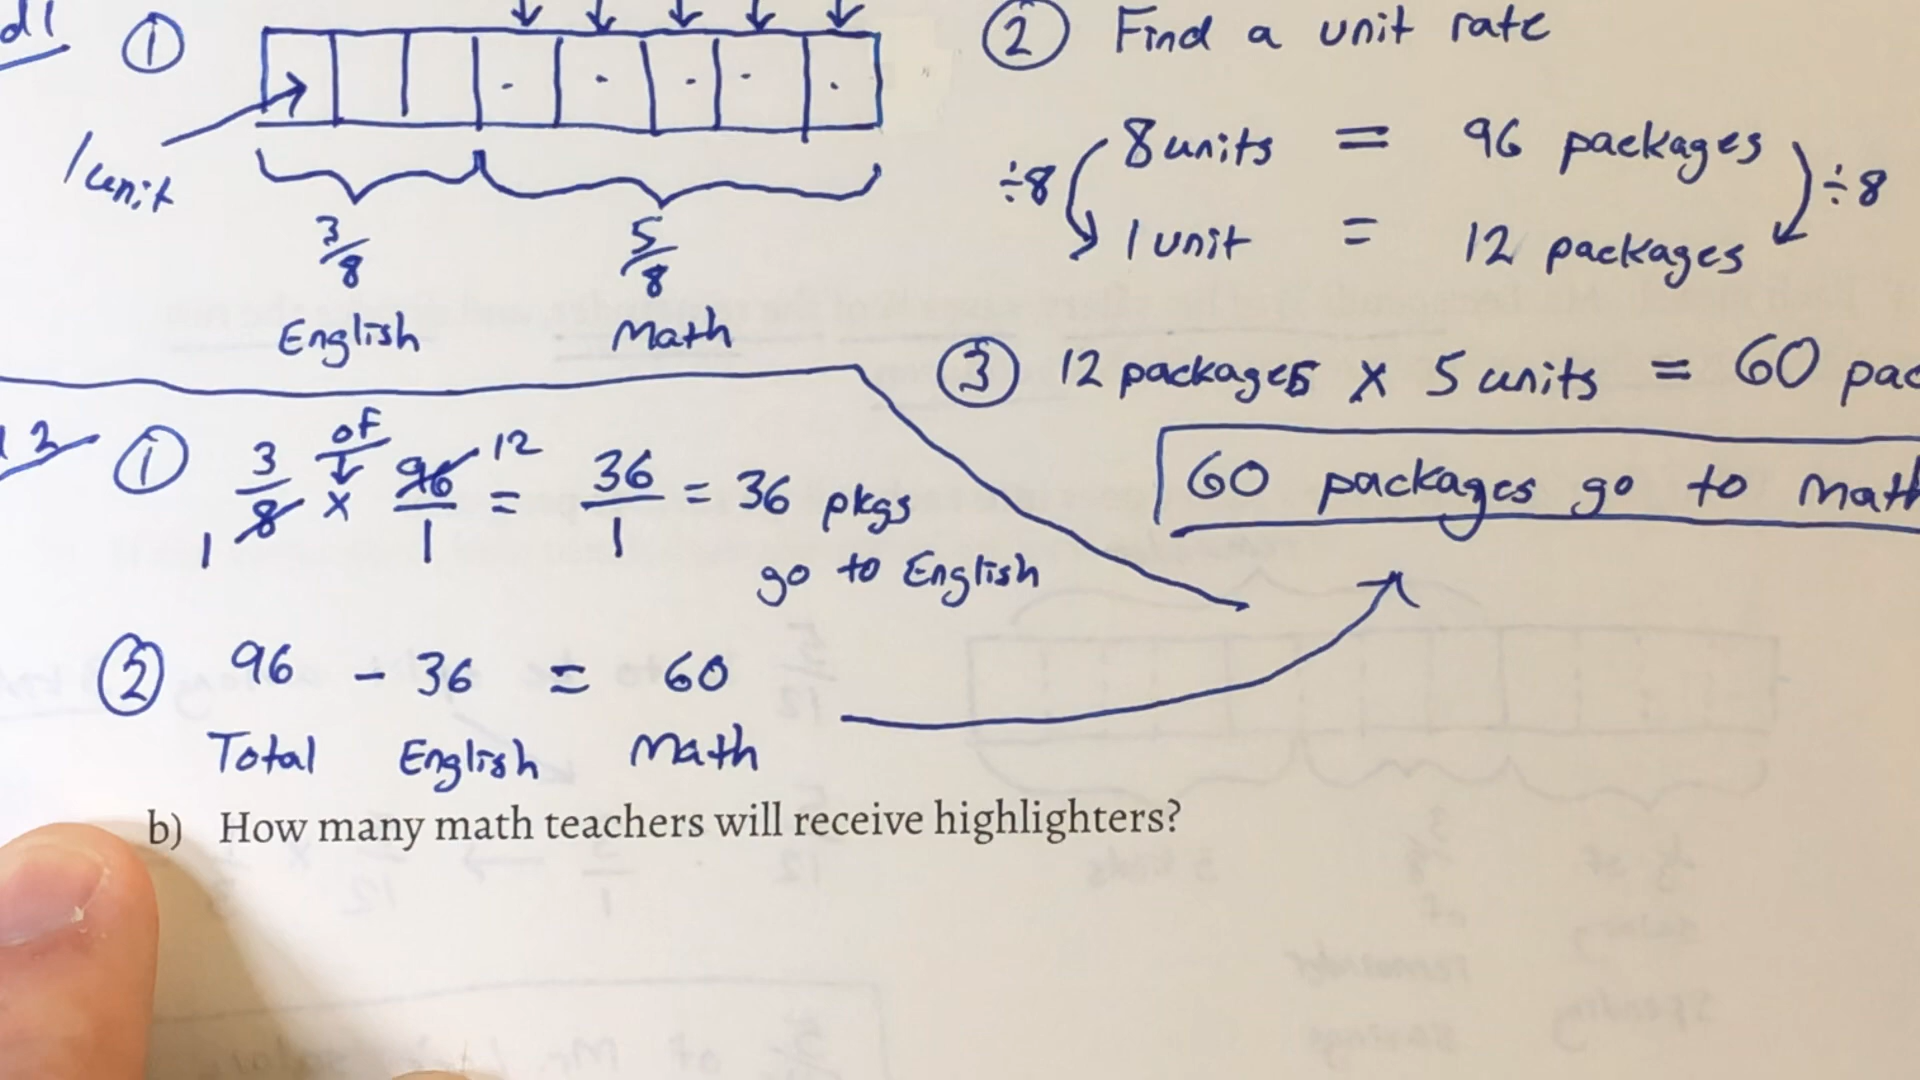 ①
1 unit
3/8 5/8
English Math
② Find a unit rate
÷8 8 units = 96 packages ÷8
1 unit = 12 packages
③ 12 packages x 5 units = 60
60 packages go to math
① 3/8 of x 96/1 12 = 36/1 = 36 pkgs
1
go to English
② 96 - 36 = 60
Total English Math
b) How many math teachers will receive highlighters?